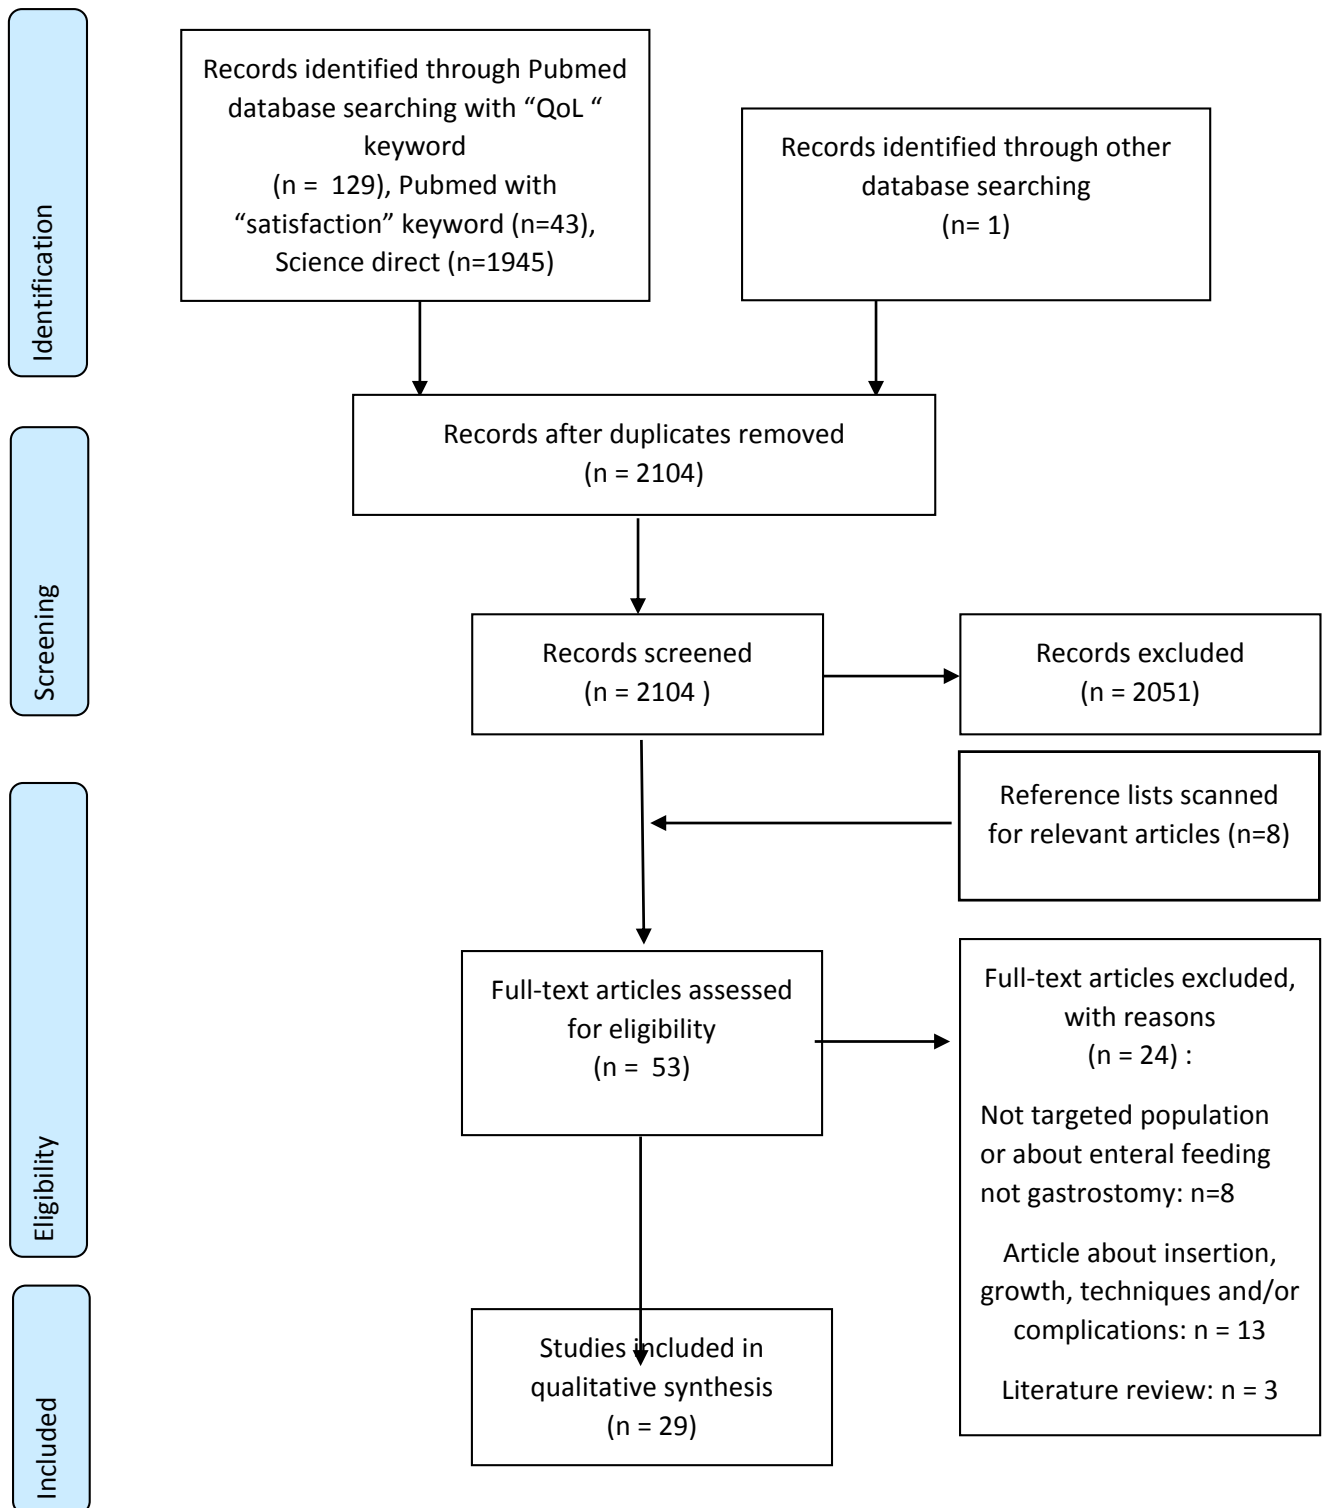 Identification
Records identified through Pubmed
database searching with “QoL “
keyword
(n =  129), Pubmed with
“satisfaction” keyword (n=43),
Science direct (n=1945)
Records identified through other
database searching
(n= 1)
Records after duplicates removed
(n = 2104)
Screening
Records screened
(n = 2104 )
Records excluded
(n = 2051)
Reference lists scanned
for relevant articles (n=8)
Eligibility
Full-text articles assessed
for eligibility
(n =  53)
Full-text articles excluded,
with reasons
(n = 24) :
Not targeted population
or about enteral feeding
not gastrostomy: n=8
Article about insertion,
growth, techniques and/or
complications: n = 13
Literature review: n = 3
Included
Studies included in
qualitative synthesis
(n = 29)